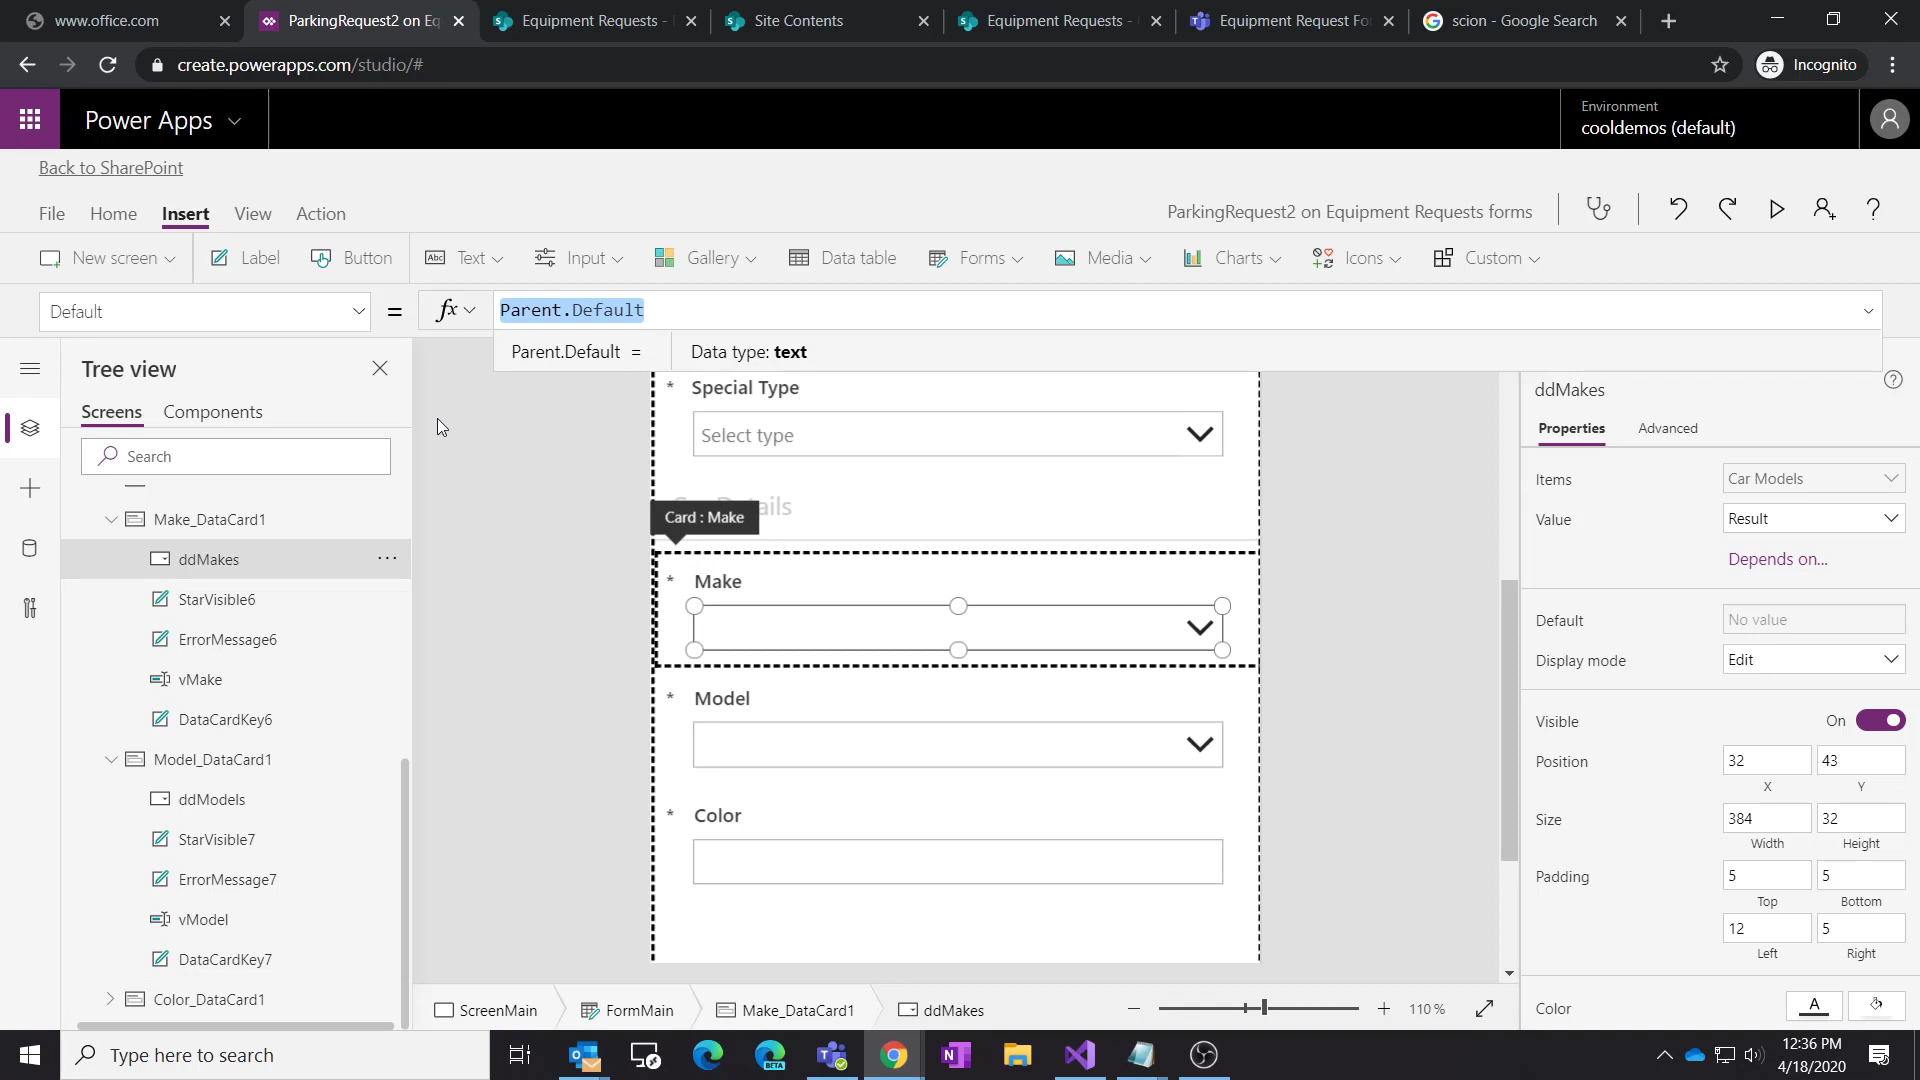 www.office.com
ParkingRequest2 on Eq
Equipment Requests -
Site Contents
Equipment Requests -
Equipment Request Fo
scion - Google Search
create.powerapps.com/studio/#
Incognito
Power Apps
Environment
cooldemos (default)
Back to SharePoint
File Home Insert View Action
ParkingRequest2 on Equipment Requests forms
New screen
Label
Button
Abc Text
Input
Gallery
Data table
Forms
Media
Charts
Icons
Custom
Default
= fx Parent.Default
Parent.Default = Data type: text
Tree view
Screens Components
Search
Make_DataCard1
ddMakes
StarVisible6
ErrorMessage6
vMake
DataCardKey6
Model_DataCard1
ddModels
StarVisible7
ErrorMessage7
vModel
DataCardKey7
Color_DataCard1
* Special Type
Select type
Card : Make
* Make
* Model
* Color
ddMakes
Properties Advanced
Items Car Models
Value Result
Depends on...
Default No value
Display mode Edit
Visible On
Position 32 43
X Y
Size 384 32
Width Height
Padding 5 5
Top Bottom
12 5
Left Right
Color A
ScreenMain
FormMain
Make_DataCard1
ddMakes
110 %
Type here to search
BETA
12:36 PM
4/18/2020